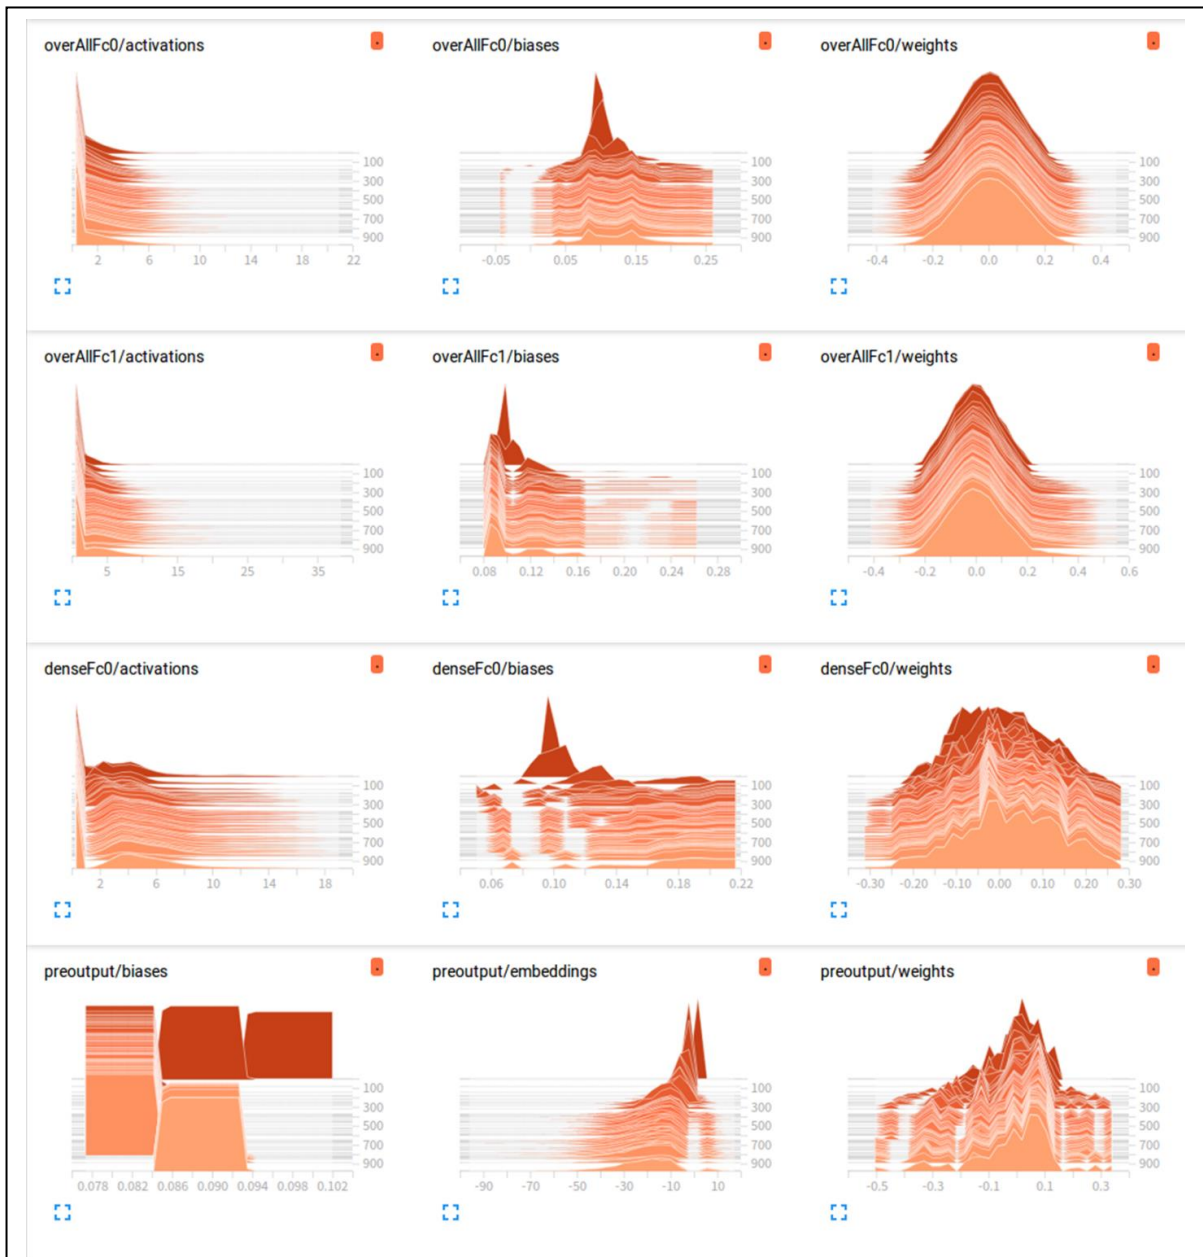 overAllFc0/activations
100
300
500
700
900
2 6 10 14 18 22
overAllFc0/biases
100
300
500
700
900
-0.05 0.05 0.15 0.25
overAllFc0/weights
100
300
500
700
900
-0.4 -0.2 0.0 0.2 0.4
overAllFc1/activations
100
300
500
700
900
5 15 25 35
overAllFc1/biases
100
300
500
700
900
0.08 0.12 0.16 0.20 0.24 0.28
overAllFc1/weights
100
300
500
700
900
-0.4 -0.2 0.0 0.2 0.4 0.6
denseFc0/activations
100
300
500
700
900
2 6 10 14 18
denseFc0/biases
100
300
500
700
900
0.06 0.10 0.14 0.18 0.22
denseFc0/weights
100
300
500
700
900
-0.30 -0.20 -0.10 0.00 0.10 0.20 0.30
preoutput/biases
100
300
500
700
900
0.078 0.082 0.086 0.090 0.094 0.098 0.102
preoutput/embeddings
100
300
500
700
900
-90 -70 -50 -30 -10 10
preoutput/weights
100
300
500
700
900
-0.5 -0.3 -0.1 0.1 0.3